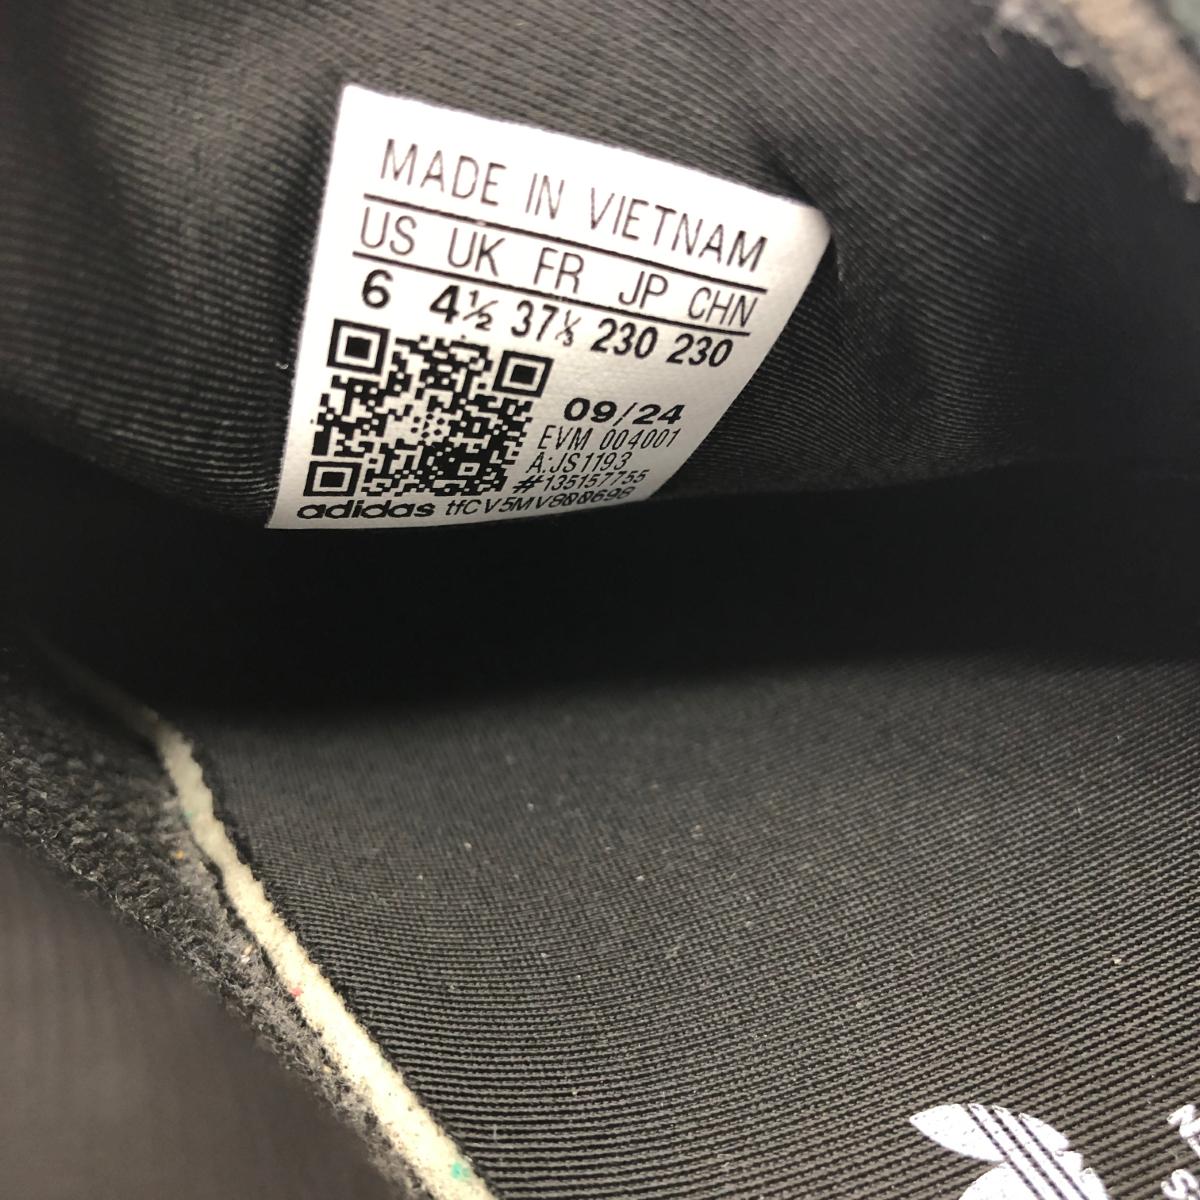 MADE IN VIETNAM
US UK FR JP CHN
6 4½ 37⅓ 230 230
09/24
EVM 004001
A:JS1193
#135157755
adidas tfCV5MV800698